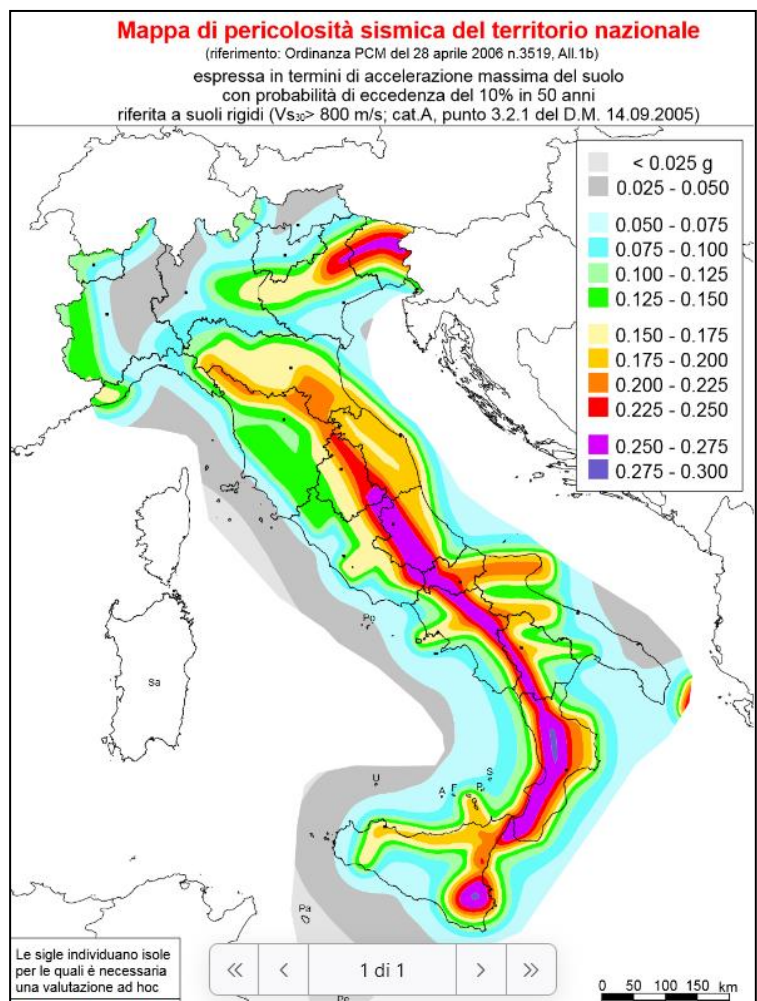 Mappa di pericolosità sismica del territorio nazionale
(riferimento: Ordinanza PCM del 28 aprile 2006 n.3519, All.1b)
espressa in termini di accelerazione massima del suolo
con probabilità di eccedenza del 10% in 50 anni
riferita a suoli rigidi (Vs30> 800 m/s; cat.A, punto 3.2.1 del D.M. 14.09.2005)
< 0.025 g
0.025 - 0.050
0.050 - 0.075
0.075 - 0.100
0.100 - 0.125
0.125 - 0.150
0.150 - 0.175
0.175 - 0.200
0.200 - 0.225
0.225 - 0.250
0.250 - 0.275
0.275 - 0.300
Po
Sa
U
S
A
F
P
Pa
Le sigle individuano isole
per le quali è necessaria
una valutazione ad hoc
1 di 1
0 50 100 150 km